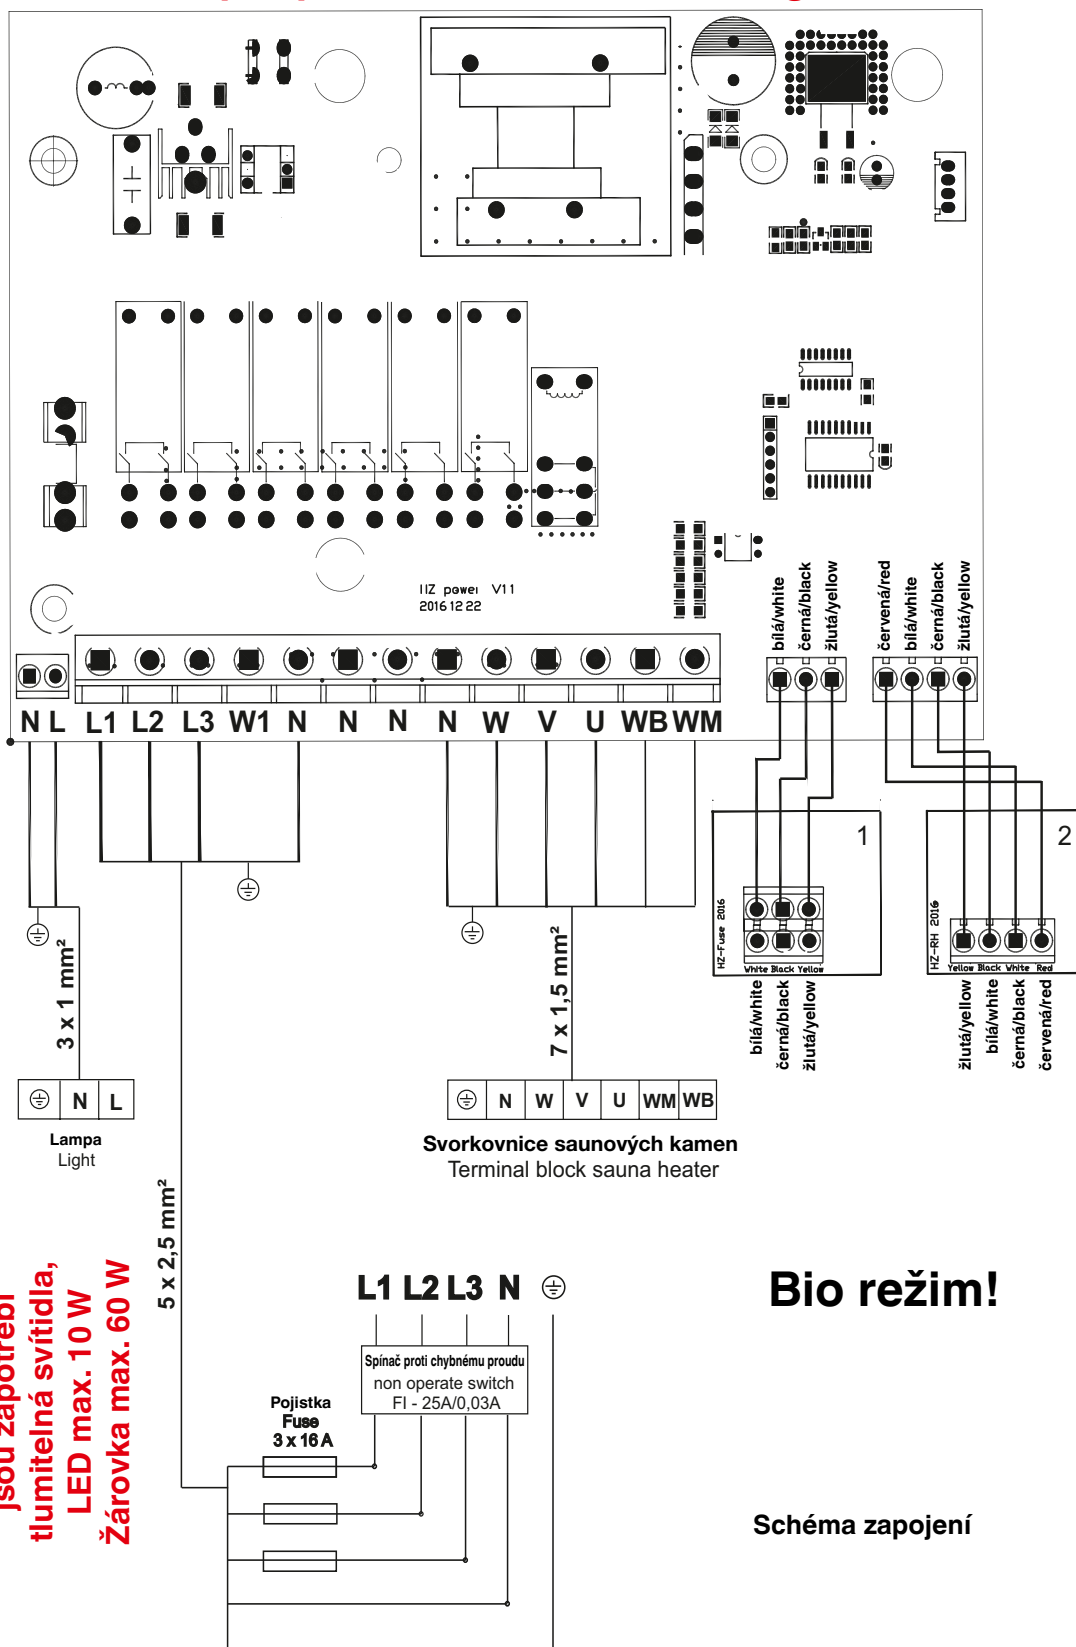 HZ power V11
2016 12 22
bílá/white
černá/black
žlutá/yellow
červená/red
bílá/white
černá/black
žlutá/yellow
N L L1 L2 L3 W1 N N N N W V U WB WM
1
HZ-Fuse 2016
White Black Yellow
bílá/white
černá/black
žlutá/yellow
2
HZ-RH 2016
Yellow Black White Red
žlutá/yellow
bílá/white
černá/black
červená/red
3 x 1 mm²
7 x 1,5 mm²
N L
Lampa
Light
N W V U WM WB
Svorkovnice saunových kamen
Terminal block sauna heater
5 x 2,5 mm²
jsou zapotřebí
tlumitelná svítidla,
LED max. 10 W
Žárovka max. 60 W
L1 L2 L3 N
Spínač proti chybnému proudu
non operate switch
FI - 25A/0,03A
Pojistka
Fuse
3 x 16 A
Bio režim!
Schéma zapojení